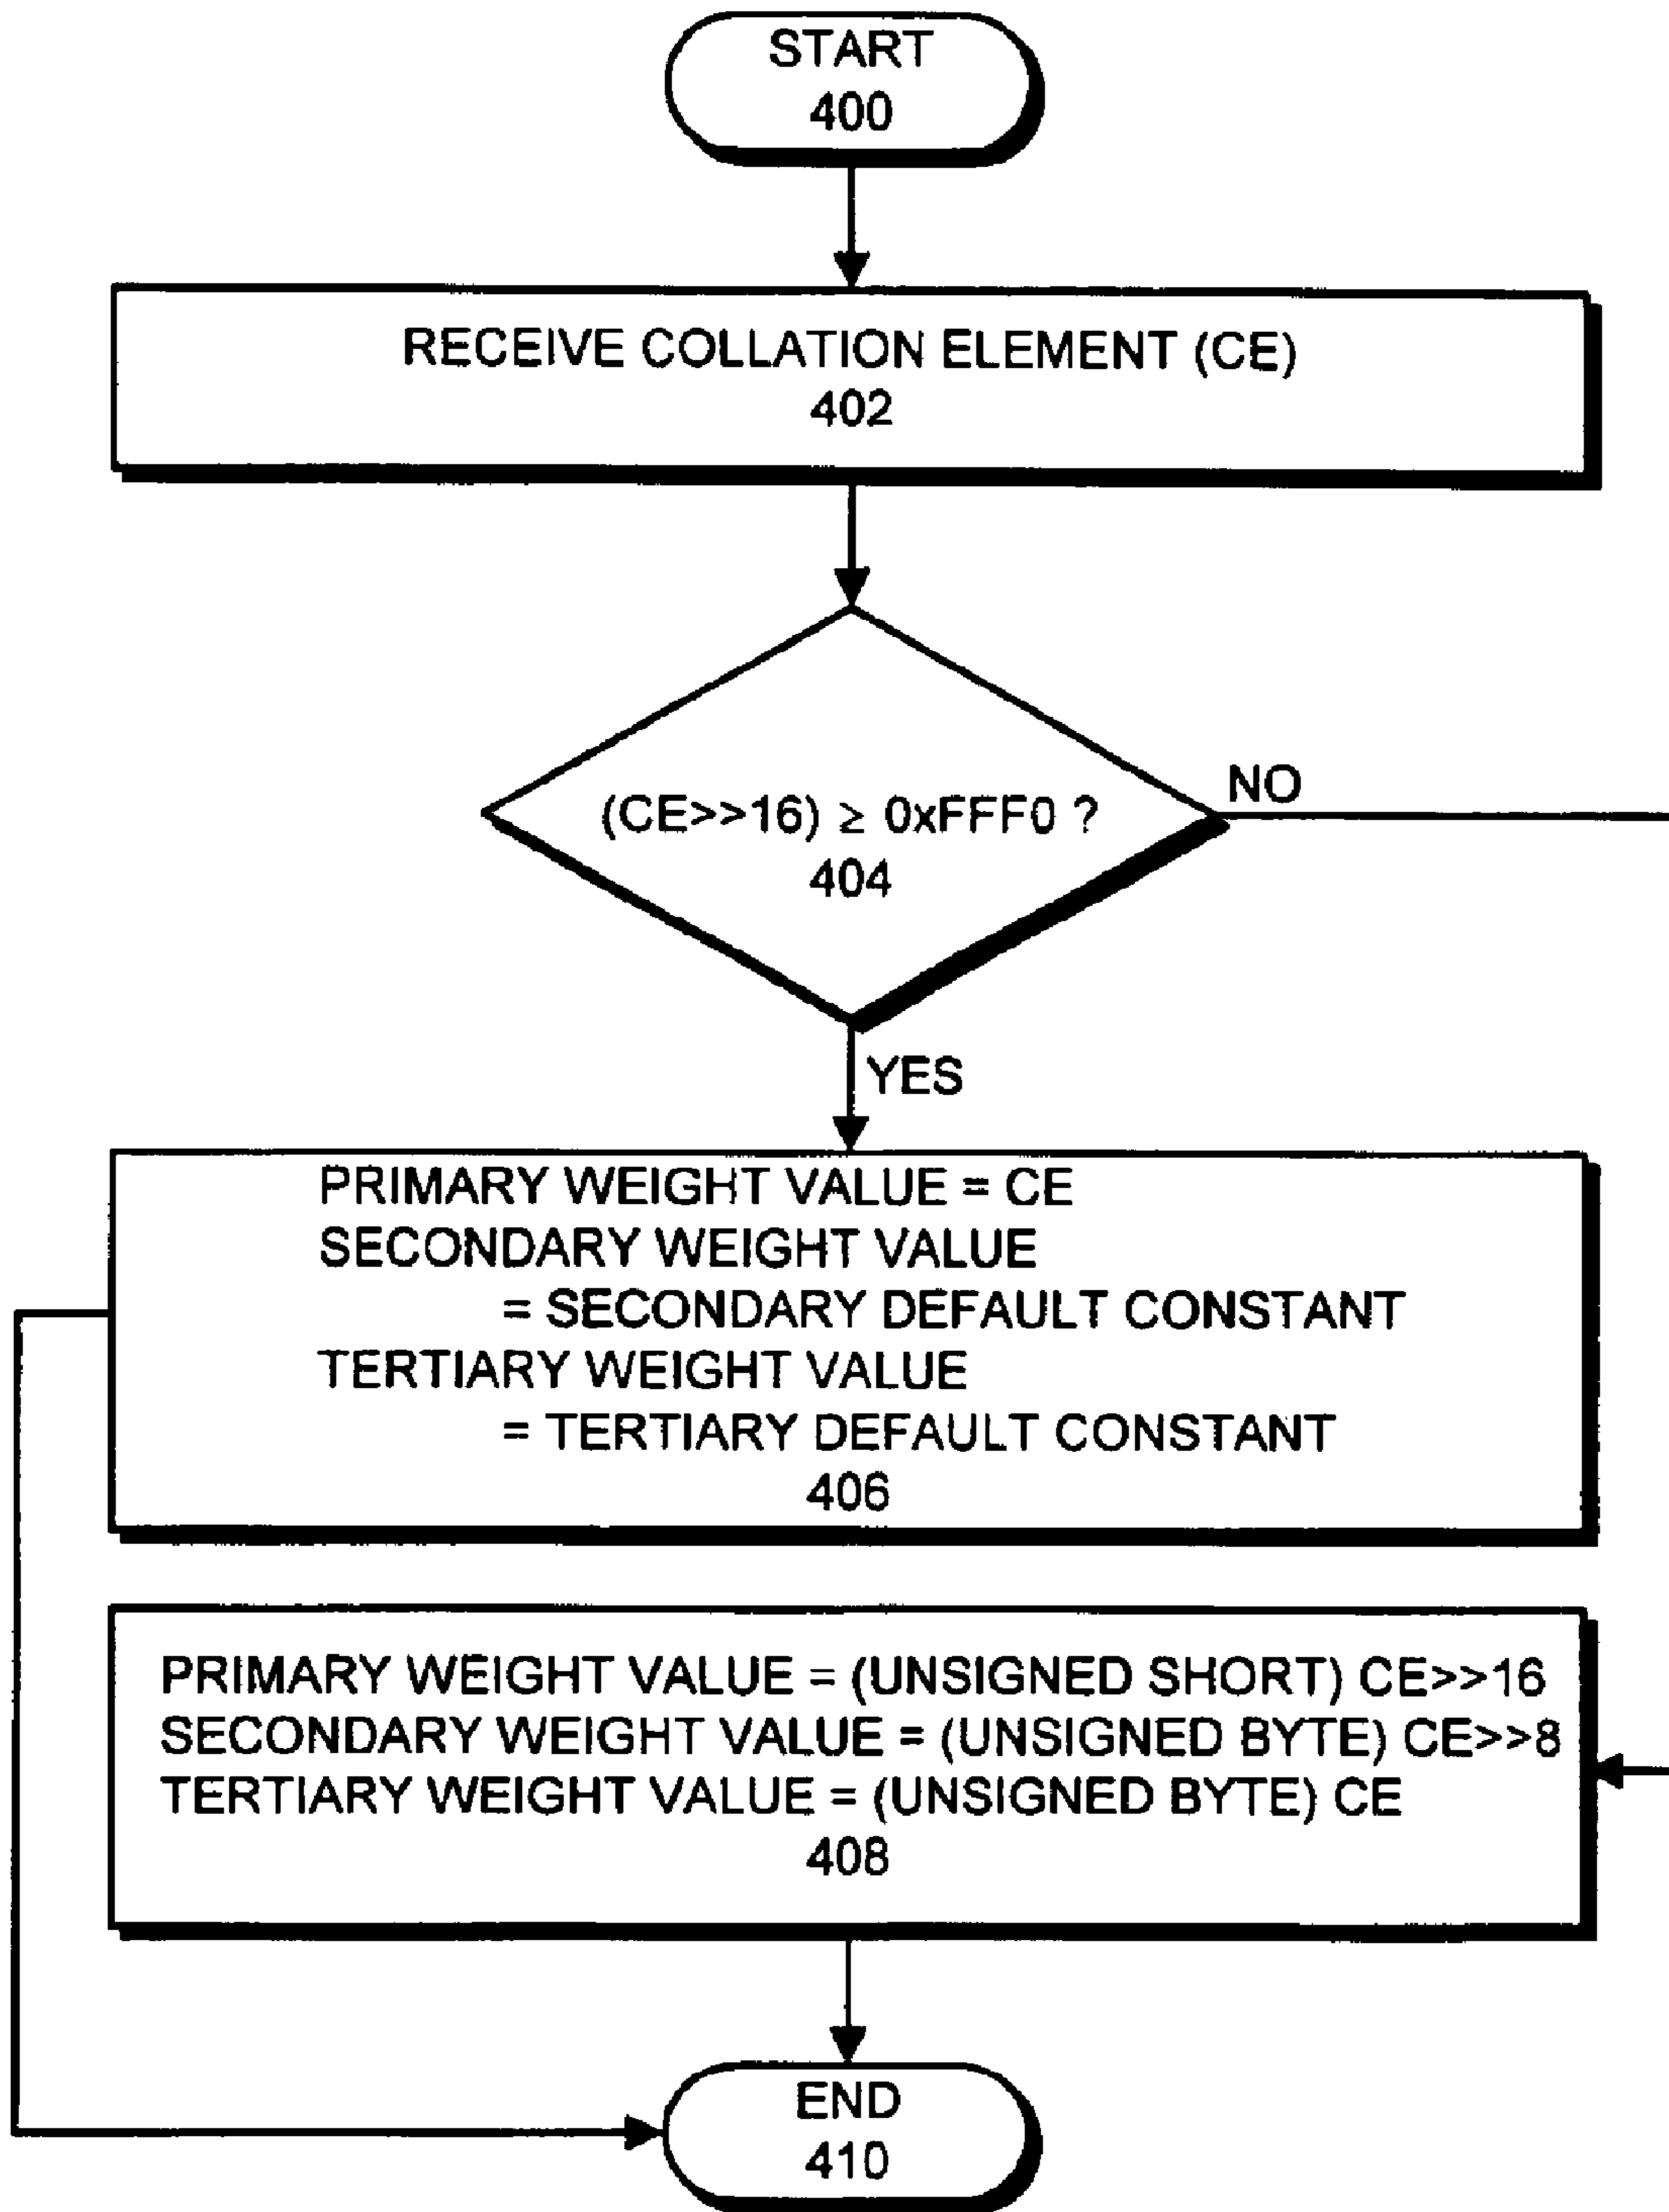 START
400
RECEIVE COLLATION ELEMENT (CE)
402
(CE>>16) ≥ 0xFFF0 ?
404
NO
YES
PRIMARY WEIGHT VALUE = CE
SECONDARY WEIGHT VALUE
= SECONDARY DEFAULT CONSTANT
TERTIARY WEIGHT VALUE
= TERTIARY DEFAULT CONSTANT
406
PRIMARY WEIGHT VALUE = (UNSIGNED SHORT) CE>>16
SECONDARY WEIGHT VALUE = (UNSIGNED BYTE) CE>>8
TERTIARY WEIGHT VALUE = (UNSIGNED BYTE) CE
408
END
410